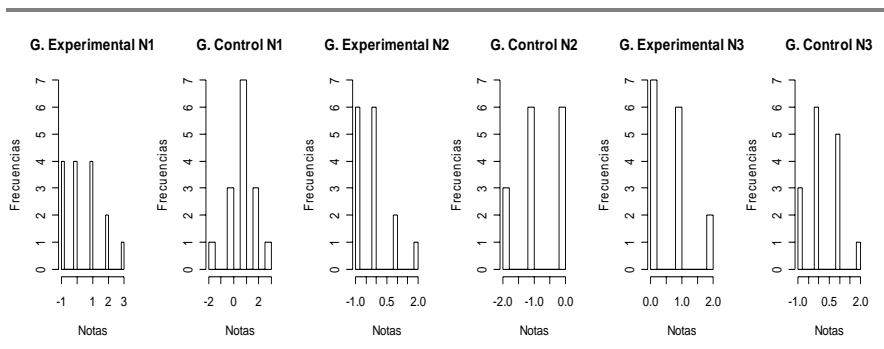 G. Experimental N1
Frecuencias
0 1 2 3 4 5 6 7
-1 1 2 3
Notas
G. Control N1
Frecuencias
0 1 2 3 4 5 6 7
-2 0 2
Notas
G. Experimental N2
Frecuencias
0 1 2 3 4 5 6 7
-1.0 0.5 2.0
Notas
G. Control N2
Frecuencias
0 1 2 3 4 5 6 7
-2.0 -1.0 0.0
Notas
G. Experimental N3
Frecuencias
0 1 2 3 4 5 6 7
0.0 1.0 2.0
Notas
G. Control N3
Frecuencias
0 1 2 3 4 5 6 7
-1.0 0.5 2.0
Notas